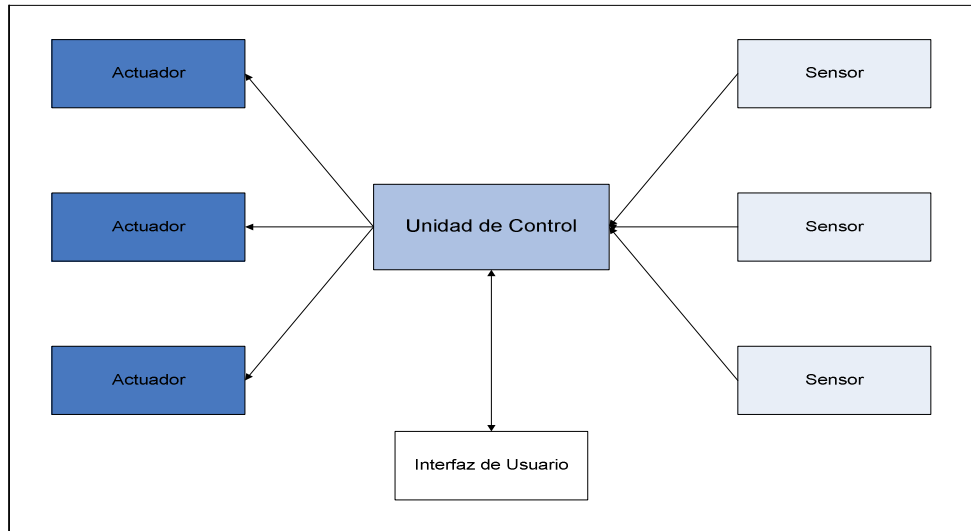 Actuador
Sensor
Actuador
Unidad de Control
Sensor
Actuador
Sensor
Interfaz de Usuario